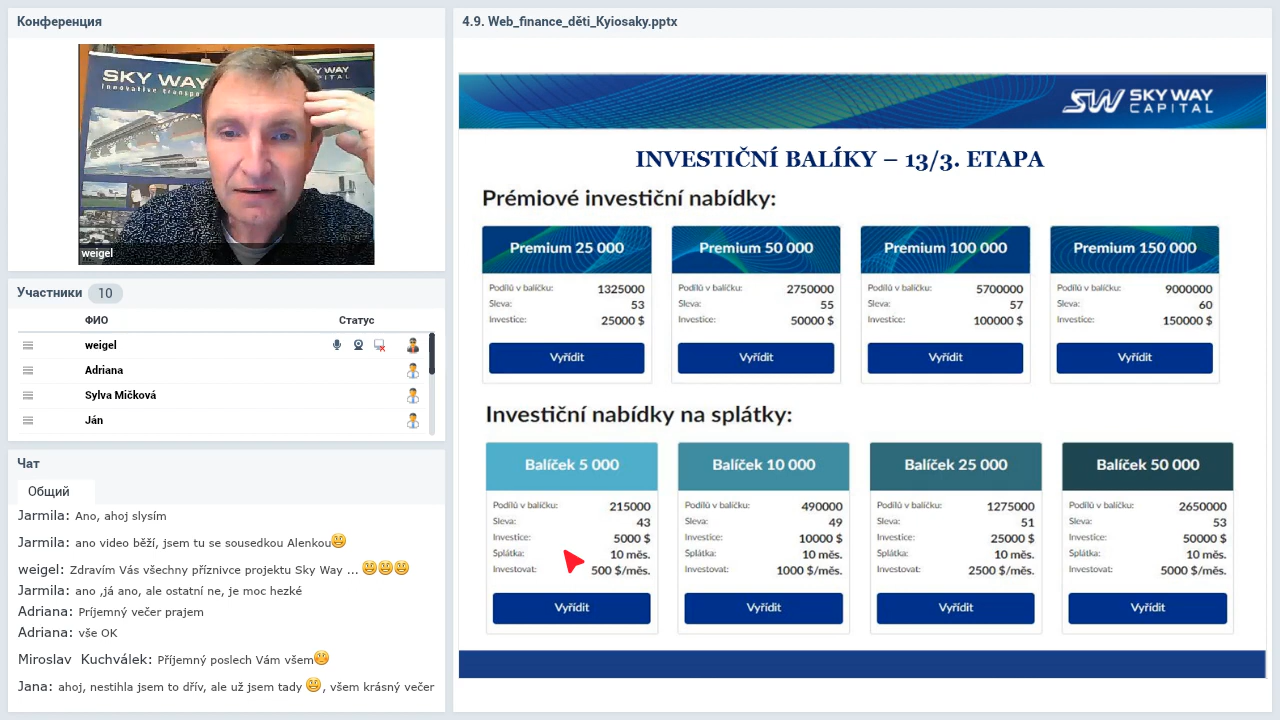 Конференция
SKY WAY
Innovative transpo
WAY
CAPITAL
weigel
Участники 10
ФИО Статус
weigel
Adriana
Sylva Mičková
Ján
Чат
Общий
Jarmila: Ano, ahoj slysím
Jarmila: ano video běží, jsem tu se sousedkou Alenkou
weigel: Zdravím Vás všechny příznivce projektu Sky Way ...
Jarmila: ano ,já ano, ale ostatní ne, je moc hezké
Adriana: Príjemný večer prajem
Adriana: vše OK
Miroslav Kuchválek: Příjemný poslech Vám všem
Jana: ahoj, nestihla jsem to dřív, ale už jsem tady , všem krásný večer
4.9. Web_finance_děti_Kyiosaky.pptx
SW SKY WAY
CAPITAL
INVESTIČNÍ BALÍKY – 13/3. ETAPA
Prémiové investiční nabídky:
Premium 25 000 Premium 50 000 Premium 100 000 Premium 150 000
Podílů v balíčku: 1325000 Podílů v balíčku: 2750000 Podílů v balíčku: 5700000 Podílů v balíčku: 9000000
Sleva: 53 Sleva: 55 Sleva: 57 Sleva: 60
Investice: 25000 $ Investice: 50000 $ Investice: 100000 $ Investice: 150000 $
Vyřídit Vyřídit Vyřídit Vyřídit
Investiční nabídky na splátky:
Balíček 5 000 Balíček 10 000 Balíček 25 000 Balíček 50 000
Podílů v balíčku: 215000 Podílů v balíčku: 490000 Podílů v balíčku: 1275000 Podílů v balíčku: 2650000
Sleva: 43 Sleva: 49 Sleva: 51 Sleva: 53
Investice: 5000 $ Investice: 10000 $ Investice: 25000 $ Investice: 50000 $
Splátka: 10 měs. Splátka: 10 měs. Splátka: 10 měs. Splátka: 10 měs.
Investovat: 500 $/měs. Investovat: 1000 $/měs. Investovat: 2500 $/měs. Investovat: 5000 $/měs.
Vyřídit Vyřídit Vyřídit Vyřídit